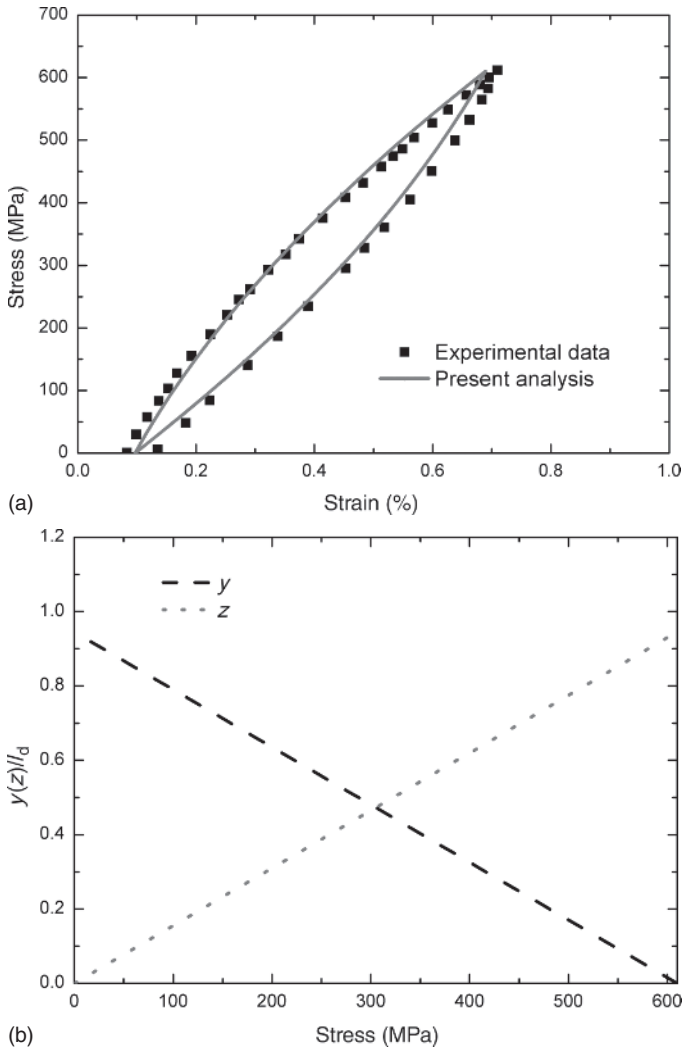 700
600
500
400
300
200
100
0
Stress (MPa)
Experimental data
Present analysis
0.0 0.2 0.4 0.6 0.8 1.0
Strain (%)
(a)
1.2
1.0
0.8
0.6
0.4
0.2
0.0
y(z)/l_d
y
z
0 100 200 300 400 500 600
Stress (MPa)
(b)